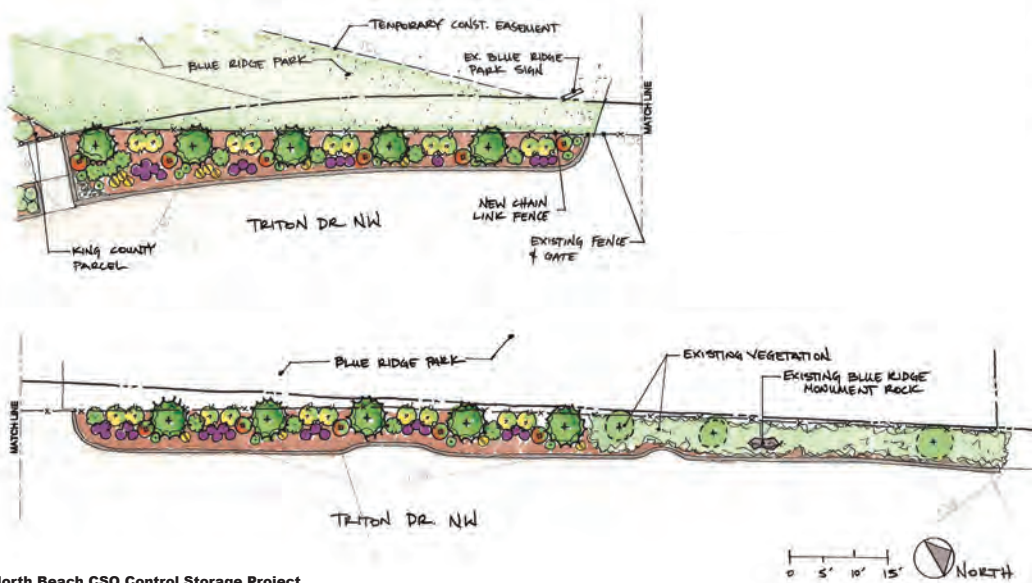 TEMPORARY CONST. EASEMENT
BLUE RIDGE PARK
EX. BLUE RIDGE
PARK SIGN
MATCH LINE
TRITON DR. NW
NEW CHAIN
LINK FENCE
KING COUNTY
PARCEL
EXISTING FENCE
& GATE
BLUE RIDGE PARK
EXISTING VEGETATION
EXISTING BLUE RIDGE
MONUMENT ROCK
MATCH LINE
TRITON DR. NW
0 5' 10' 15'
NORTH
North Beach CSO Control Storage Project